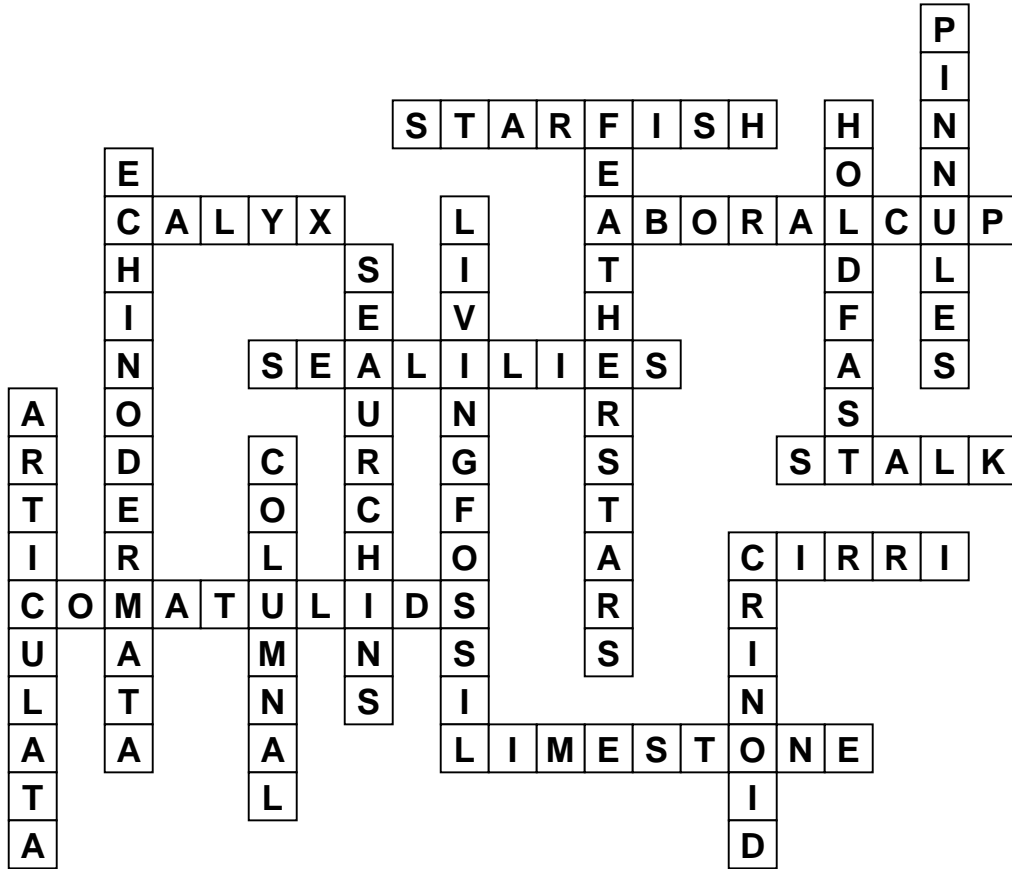 PINNULES
STARFISH
FEATHERSTARS
HOLDFAST
ECHINODERMATA
CALYX
LIVINGFOSSIL
ABORALCUP
SEAURCHINS
SEALILIES
ARTICULATA
COLUMNAL
STALK
CIRRI
CRINOID
COMATULIDS
LIMESTONE